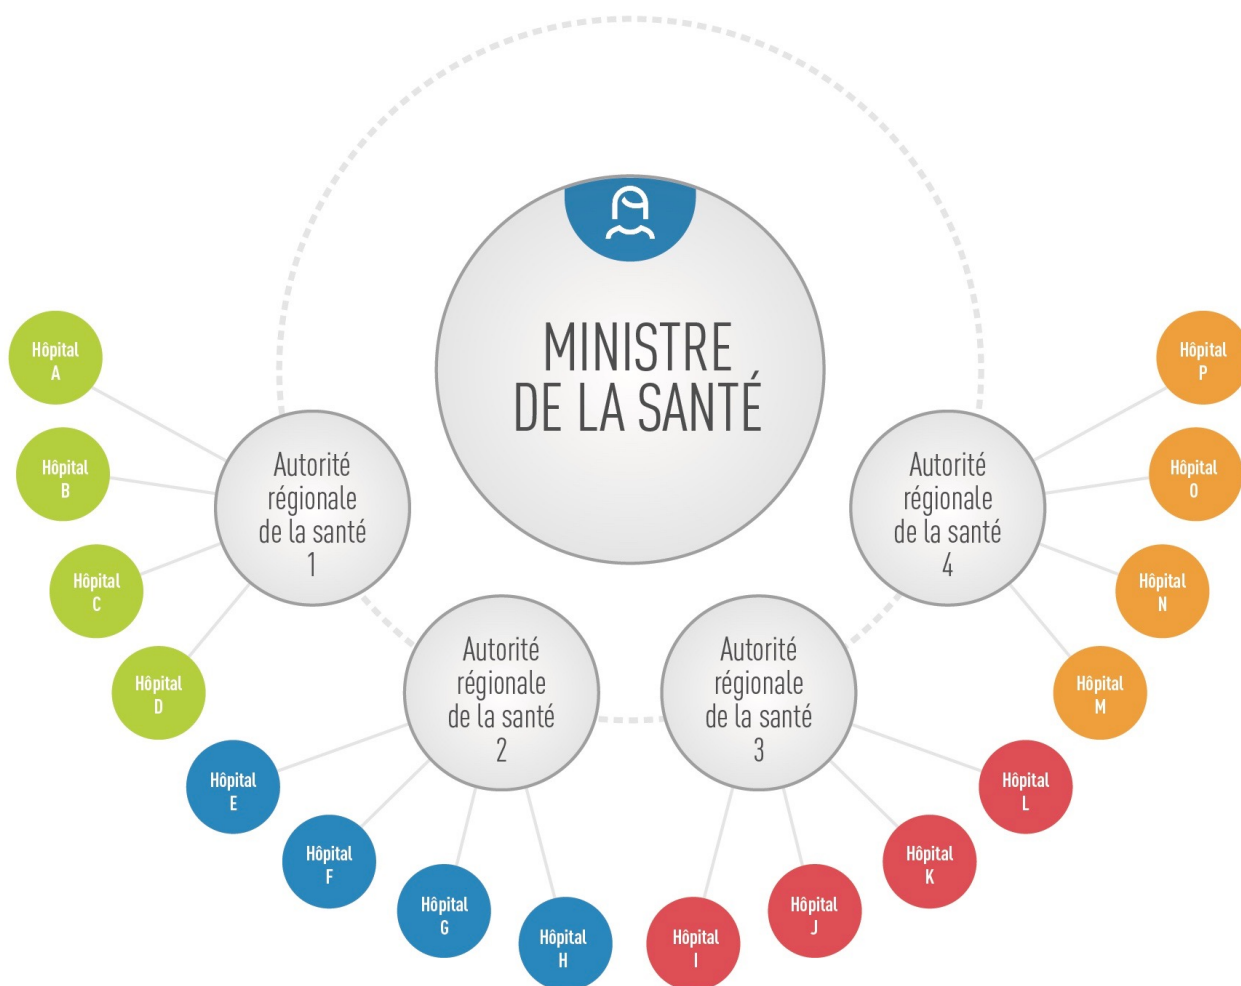 MINISTRE
DE LA SANTÉ
Autorité
régionale
de la santé
1
Autorité
régionale
de la santé
2
Autorité
régionale
de la santé
3
Autorité
régionale
de la santé
4
Hôpital
A
Hôpital
B
Hôpital
C
Hôpital
D
Hôpital
E
Hôpital
F
Hôpital
G
Hôpital
H
Hôpital
I
Hôpital
J
Hôpital
K
Hôpital
L
Hôpital
M
Hôpital
N
Hôpital
O
Hôpital
P